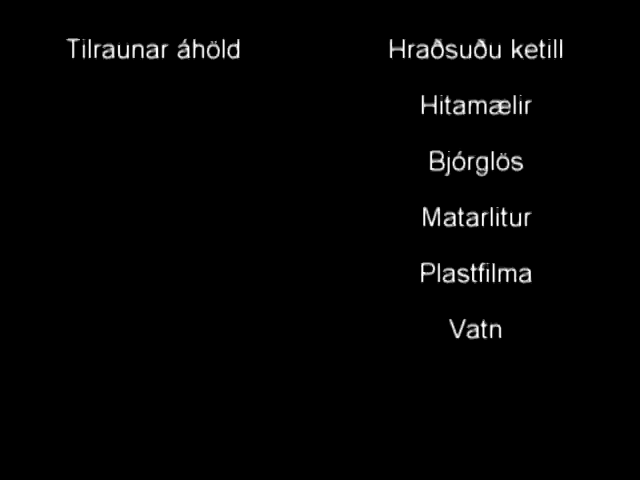 Tilraunar áhöld
Hraðsuðu ketill
Hitamælir
Bjórglös
Matarlitur
Plastfilma
Vatn